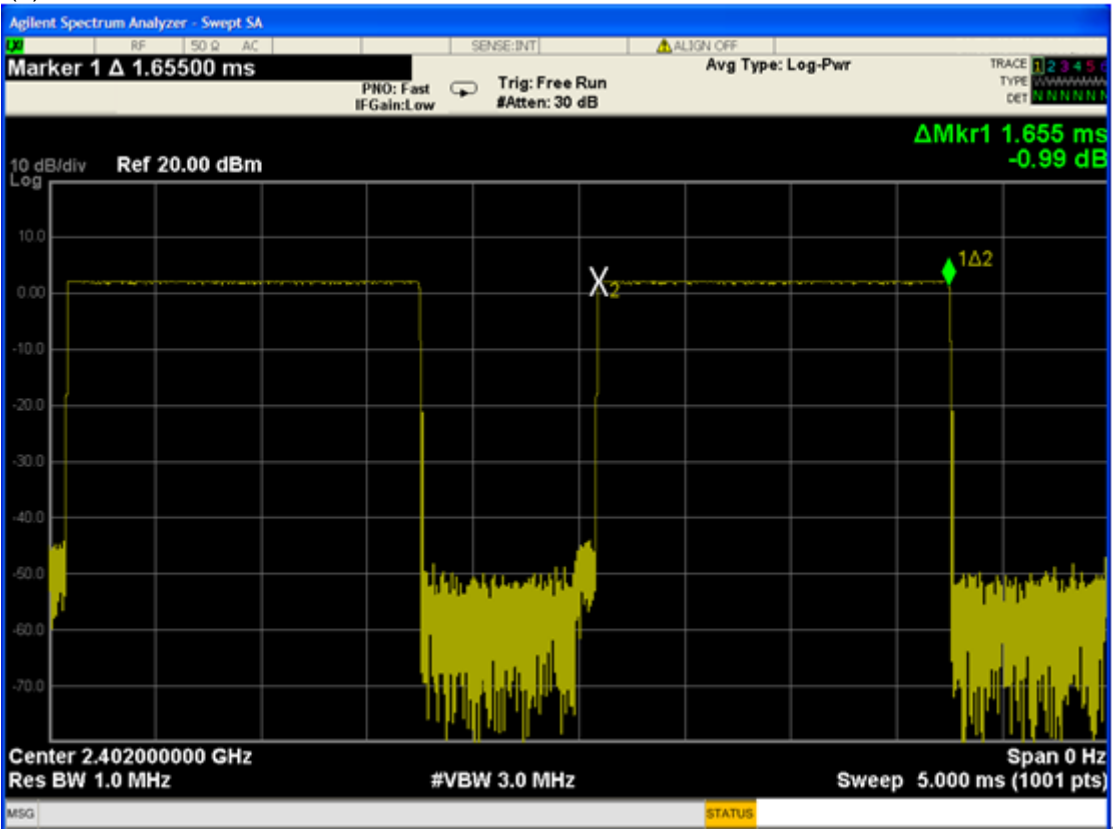 Agilent Spectrum Analyzer - Swept SA
LXI RF 50 Ω AC SENSE:INT ALIGN OFF
Marker 1 Δ 1.65500 ms
PNO: Fast
IFGain:Low
Trig: Free Run
#Atten: 30 dB
Avg Type: Log-Pwr
TRACE 1 2 3 4 5 6
TYPE
DET N N N N N N
ΔMkr1 1.655 ms
-0.99 dB
10 dB/div Ref 20.00 dBm
Log
10.0
0.00
-10.0
-20.0
-30.0
-40.0
-50.0
-60.0
-70.0
X2
1Δ2
Center 2.402000000 GHz Span 0 Hz
Res BW 1.0 MHz #VBW 3.0 MHz Sweep 5.000 ms (1001 pts)
MSG STATUS